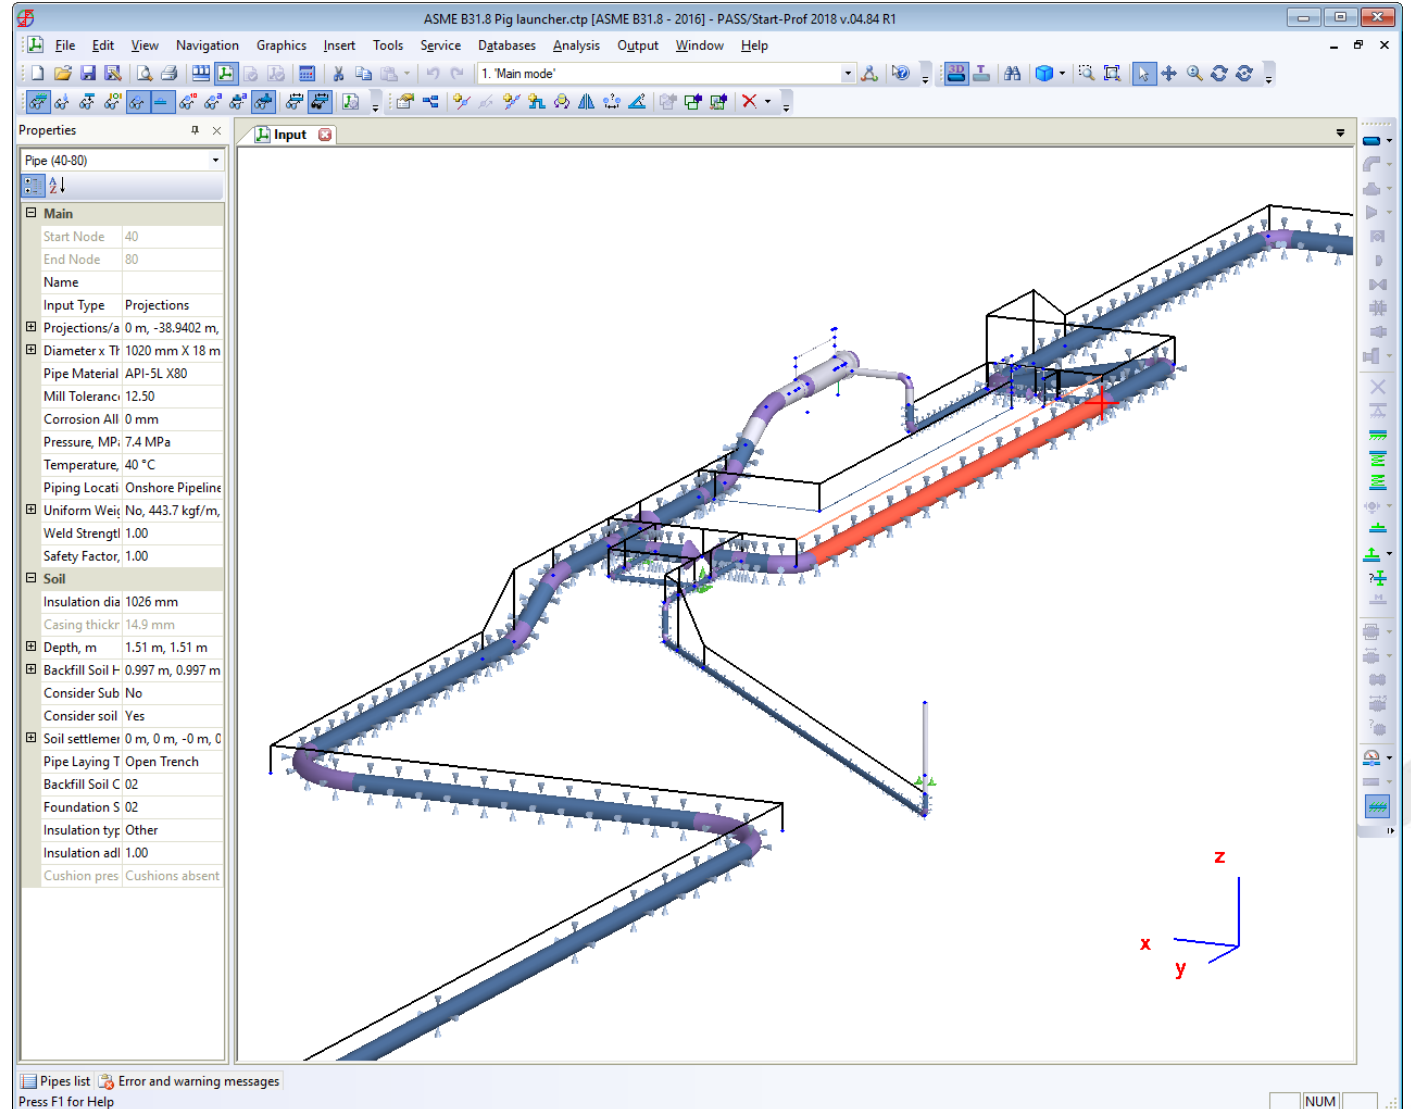 ASME B31.8 Pig launcher.ctp [ASME B31.8 - 2016] - PASS/Start-Prof 2018 v.04.84 R1
File Edit View Navigation Graphics Insert Tools Service Databases Analysis Output Window Help
1. 'Main mode'
Properties
Input
Pipe (40-80)
Main
Start Node 40
End Node 80
Name
Input Type Projections
Projections/a 0 m, -38.9402 m,
Diameter x Th 1020 mm X 18 m
Pipe Material API-5L X80
Mill Toleranc 12.50
Corrosion All 0 mm
Pressure, MP 7.4 MPa
Temperature, 40 °C
Piping Locati Onshore Pipeline
Uniform Weig No, 443.7 kgf/m,
Weld Strengtl 1.00
Safety Factor, 1.00
Soil
Insulation dia 1026 mm
Casing thickr 14.9 mm
Depth, m 1.51 m, 1.51 m
Backfill Soil H 0.997 m, 0.997 m
Consider Sub No
Consider soil Yes
Soil settlemer 0 m, 0 m, -0 m, 0
Pipe Laying T Open Trench
Backfill Soil C 02
Foundation S 02
Insulation typ Other
Insulation adl 1.00
Cushion pres Cushions absent
z
x
y
Pipes list Error and warning messages
Press F1 for Help
NUM